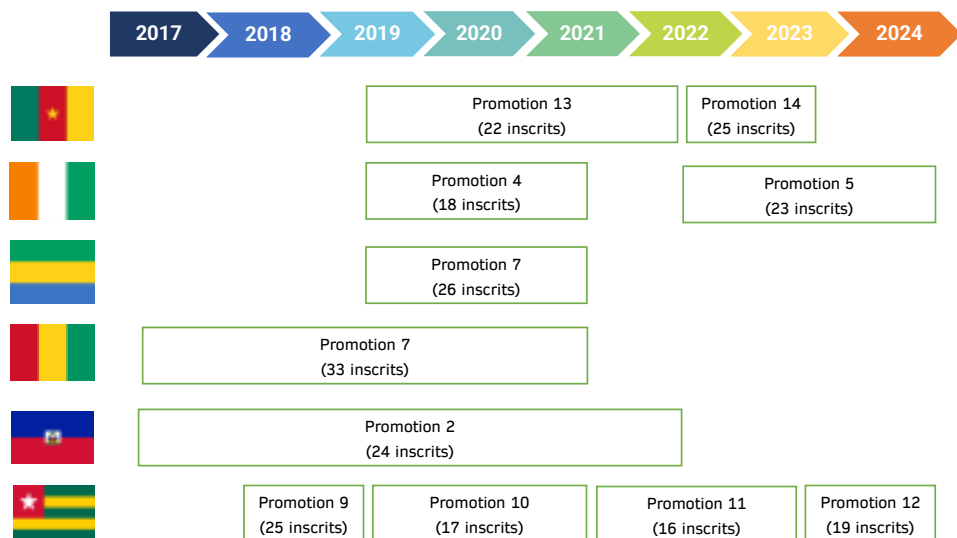 2017 2018 2019 2020 2021 2022 2023 2024
Promotion 13
(22 inscrits)
Promotion 14
(25 inscrits)
Promotion 4
(18 inscrits)
Promotion 5
(23 inscrits)
Promotion 7
(26 inscrits)
Promotion 7
(33 inscrits)
Promotion 2
(24 inscrits)
Promotion 9
(25 inscrits)
Promotion 10
(17 inscrits)
Promotion 11
(16 inscrits)
Promotion 12
(19 inscrits)